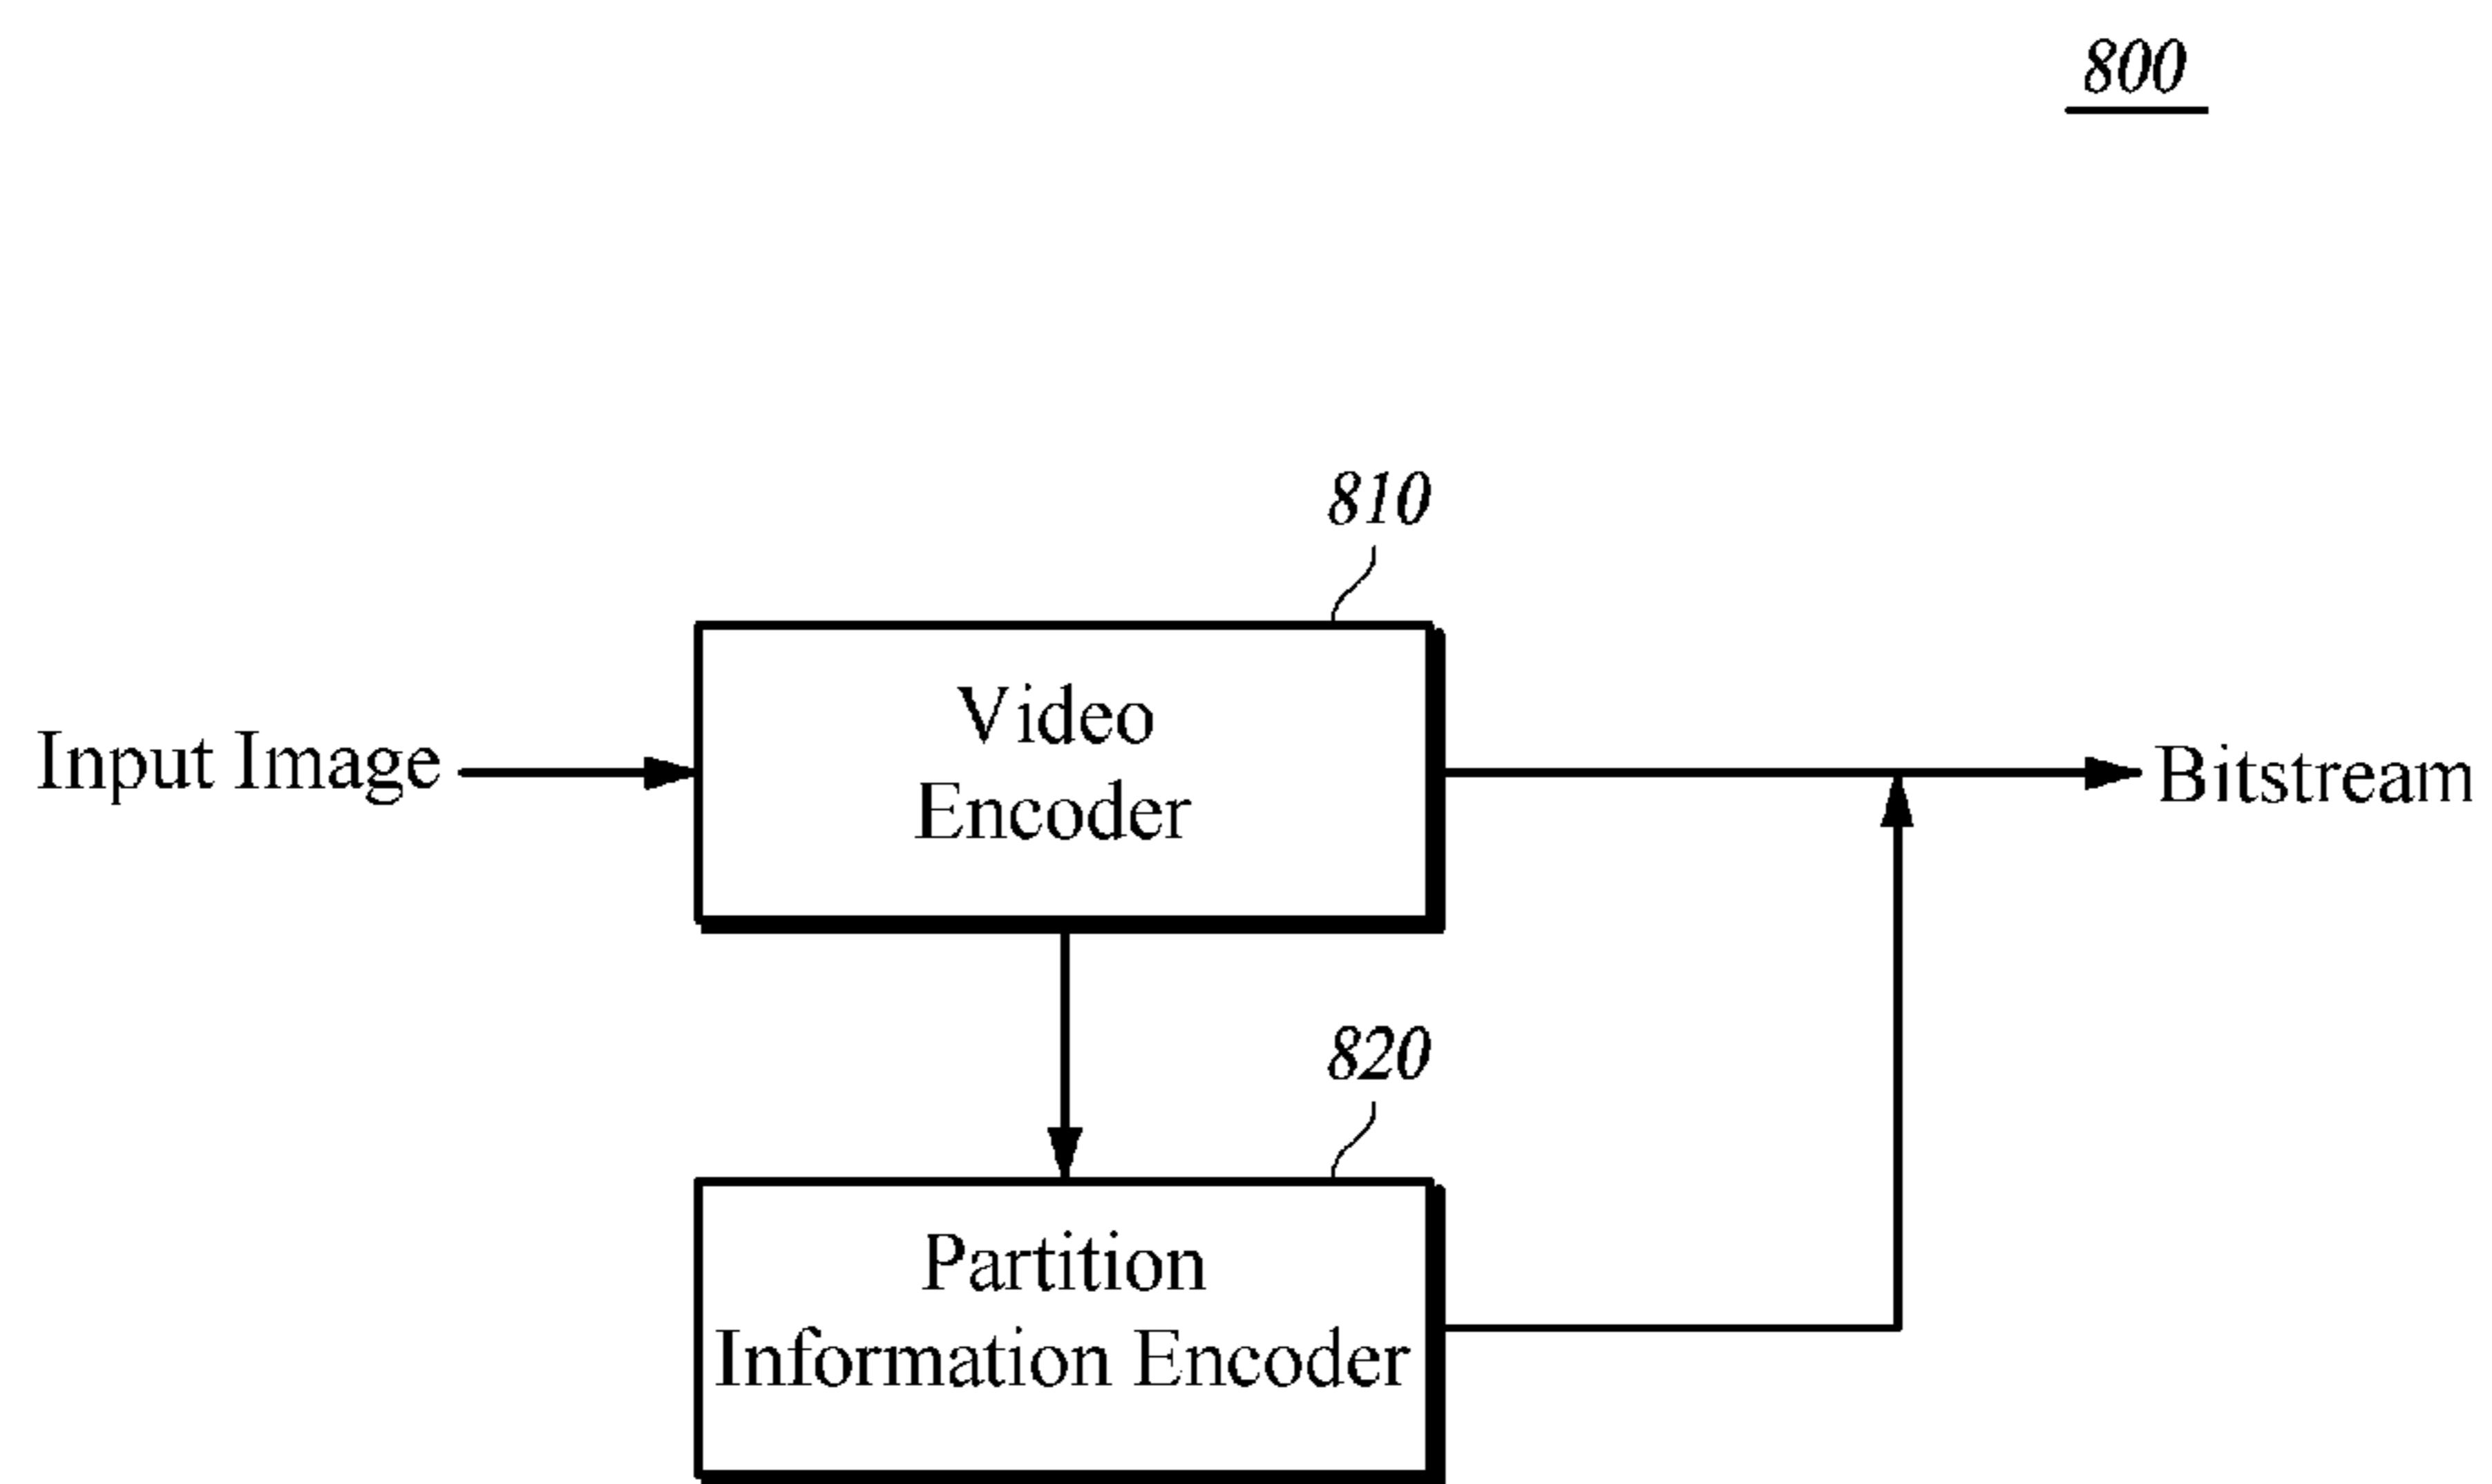 800
810
Video
Encoder
Input Image
Bitstream
820
Partition
Information Encoder